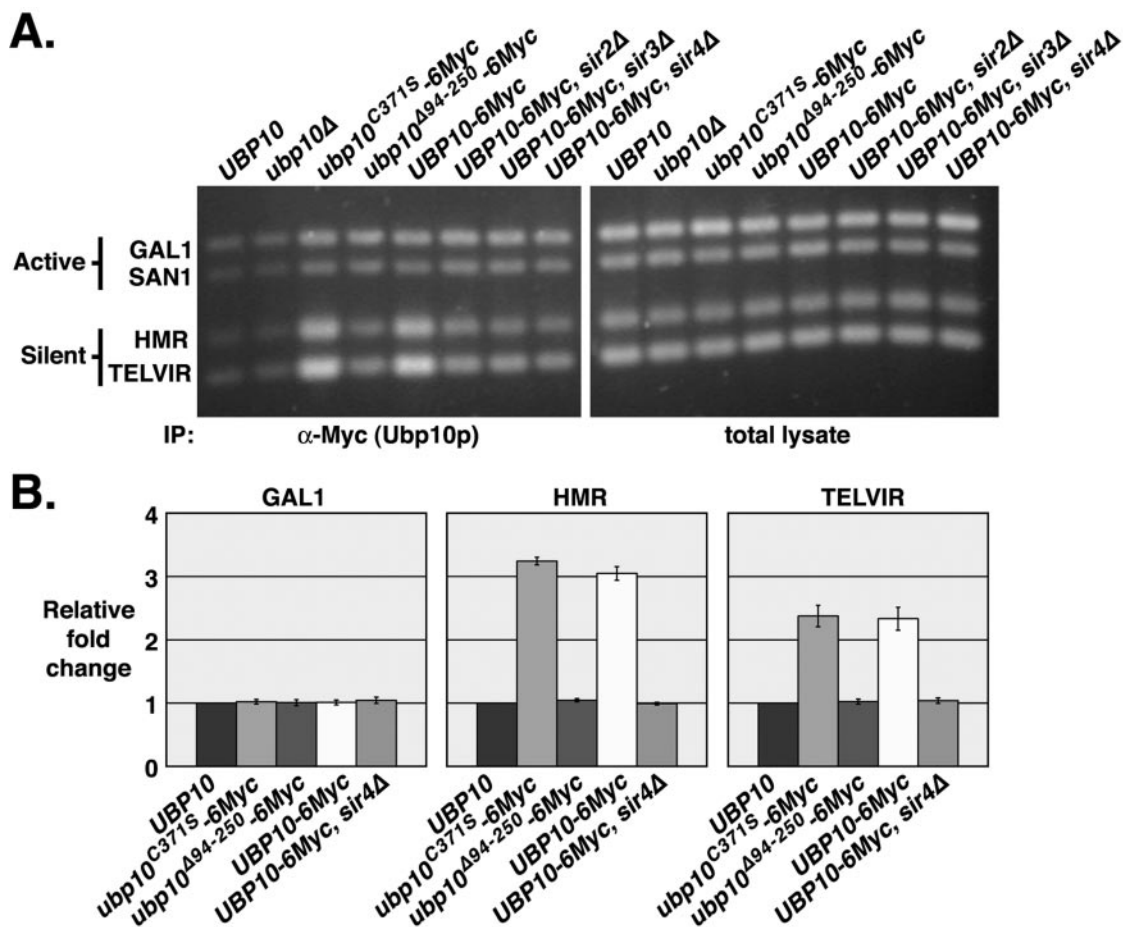 A.
UBP10
ubp10Δ
ubp10C371S-6Myc
ubp10Δ94-250-6Myc
UBP10-6Myc
UBP10-6Myc, sir2Δ
UBP10-6Myc, sir3Δ
UBP10-6Myc, sir4Δ
UBP10
ubp10Δ
ubp10C371S-6Myc
ubp10Δ94-250-6Myc
UBP10-6Myc
UBP10-6Myc, sir2Δ
UBP10-6Myc, sir3Δ
UBP10-6Myc, sir4Δ
Active
GAL1
SAN1
Silent
HMR
TELVIR
IP: α-Myc (Ubp10p) total lysate
B.
GAL1 HMR TELVIR
Relative fold change
4
3
2
1
0
UBP10
ubp10C371S-6Myc
ubp10Δ94-250-6Myc
UBP10-6Myc
UBP10-6Myc, sir4Δ
UBP10
ubp10C371S-6Myc
ubp10Δ94-250-6Myc
UBP10-6Myc
UBP10-6Myc, sir4Δ
UBP10
ubp10C371S-6Myc
ubp10Δ94-250-6Myc
UBP10-6Myc
UBP10-6Myc, sir4Δ